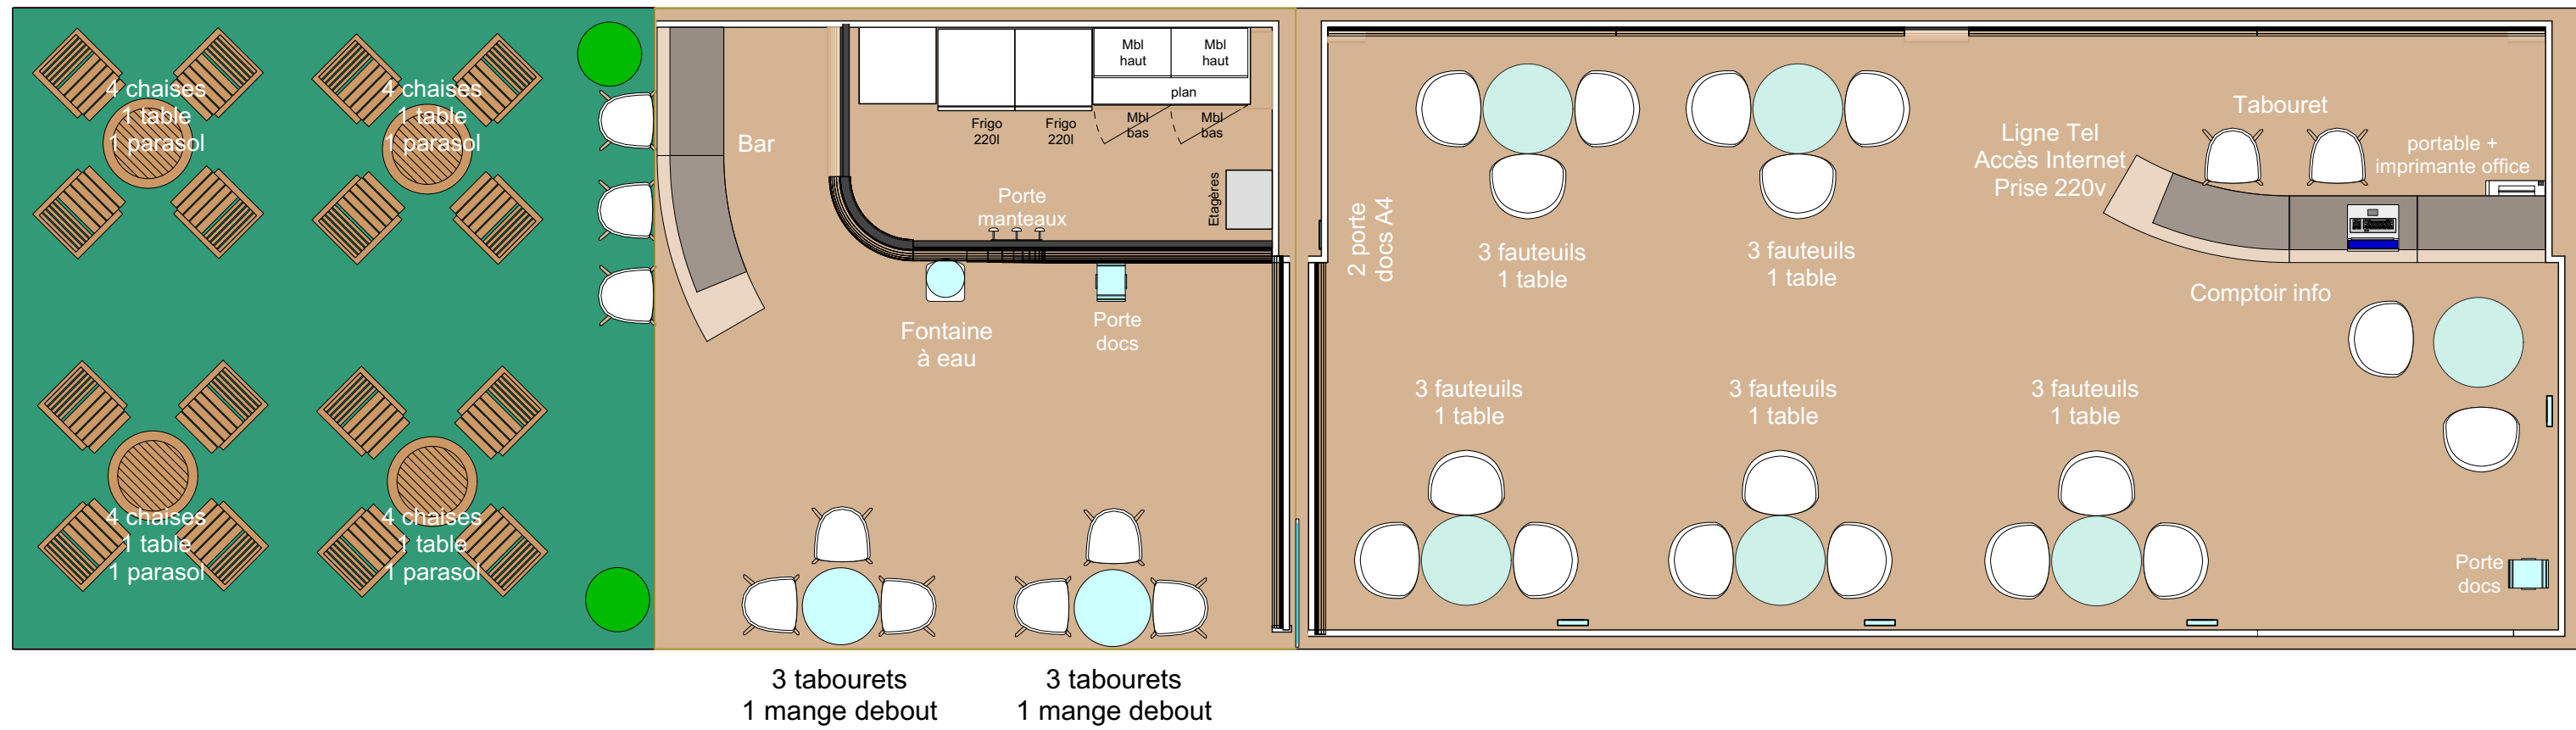 4 chaises
1 table
1 parasol
4 chaises
1 table
1 parasol
4 chaises
1 table
1 parasol
4 chaises
1 table
1 parasol
Bar
Mbl
haut
Mbl
haut
plan
Frigo
220l
Frigo
220l
Mbl
bas
Mbl
bas
Etagères
Porte
manteaux
Fontaine
à eau
Porte
docs
3 tabourets
1 mange debout
3 tabourets
1 mange debout
2 porte
docs A4
3 fauteuils
1 table
3 fauteuils
1 table
Ligne Tel
Accès Internet
Prise 220v
Tabouret
portable +
imprimante office
Comptoir info
3 fauteuils
1 table
3 fauteuils
1 table
3 fauteuils
1 table
Porte
docs